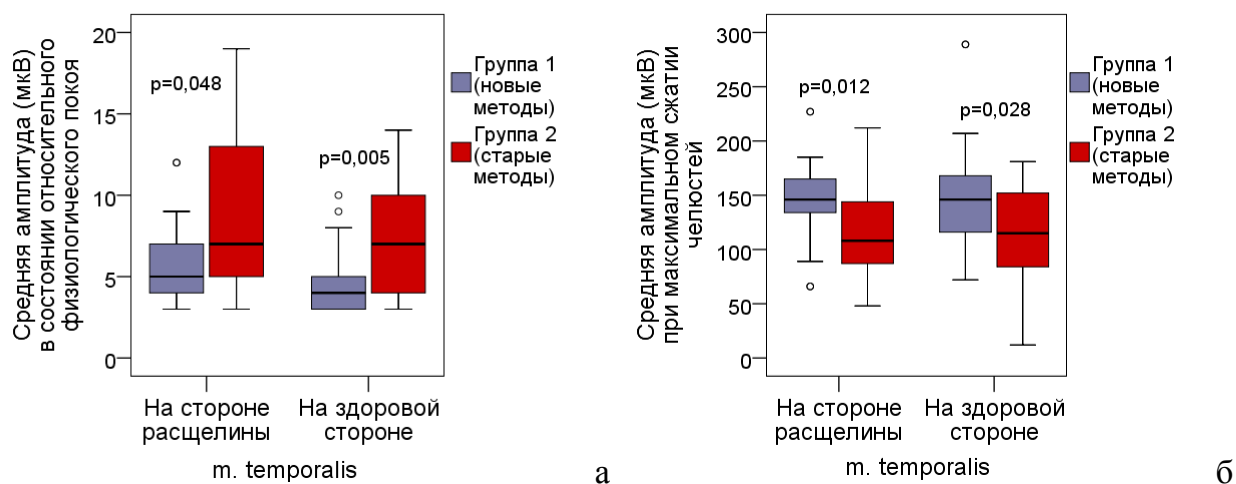 Средняя амплитуда (мкВ)
в состоянии относительного
физиологического покоя
20
15
10
5
0
p=0,048
p=0,005
Группа 1
(новые
методы)
Группа 2
(старые
методы)
На стороне
расщелины
На здоровой
стороне
m. temporalis
а
Средняя амплитуда (мкВ)
при максимальном сжатии
челюстей
300
250
200
150
100
50
0
p=0,012
p=0,028
Группа 1
(новые
методы)
Группа 2
(старые
методы)
На стороне
расщелины
На здоровой
стороне
m. temporalis
б